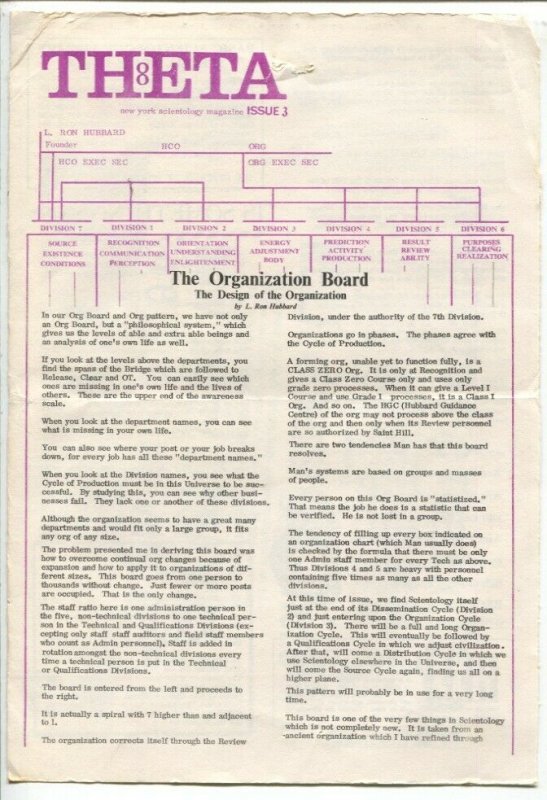 THETA
8
new york scientology magazine ISSUE 3
L. RON HUBBARD
Founder HCO ORG
HCO EXEC SEC ORG EXEC SEC
DIVISION 7 DIVISION 1 DIVISION 2 DIVISION 3 DIVISION 4 DIVISION 5 DIVISION 6
SOURCE RECOGNITION ORIENTATION ENERGY PREDICTION RESULT PURPOSES
EXISTENCE COMMUNICATION UNDERSTANDING ADJUSTMENT ACTIVITY REVIEW CLEARING
CONDITIONS PERCEPTION ENLIGHTENMENT BODY PRODUCTION ABILITY REALIZATION
The Organization Board
The Design of the Organization
by L. Ron Hubbard
In our Org Board and Org pattern, we have not only
an Org Board, but a "philosophical system," which
gives us the levels of able and extra able beings and
an analysis of one's own life as well.
If you look at the levels above the departments, you
find the spans of the Bridge which are followed to
Release, Clear and OT. You can easily see which
ones are missing in one's own life and the lives of
others. These are the upper end of the awareness
scale.
When you look at the department names, you can see
what is missing in your own life.
You can also see where your post or your job breaks
down, for every job has all these "department names."
When you look at the Division names, you see what the
Cycle of Production must be in this Universe to be suc-
cessful. By studying this, you can see why other busi-
nesses fail. They lack one or another of these divisions.
Although the organization seems to have a great many
departments and would fit only a large group, it fits
any org of any size.
The problem presented me in deriving this board was
how to overcome continual org changes because of
expansion and how to apply it to organizations of dif-
ferent sizes. This board goes from one person to
thousands without change. Just fewer or more posts
are occupied. That is the only change.
The staff ratio here is one administration person in
the five, non-technical divisions to one technical per-
son in the Technical and Qualifications Divisions (ex-
cepting only staff staff auditors and field staff members
who count as Admin personnel). Staff is added in
rotation amongst the non-technical divisions every
time a technical person is put in the Technical
or Qualifications Divisions.
The board is entered from the left and proceeds to
the right.
It is actually a spiral with 7 higher than and adjacent
to 1.
The organization corrects itself through the Review
Division, under the authority of the 7th Division.
Organizations go in phases. The phases agree with
the Cycle of Production.
A forming org, unable yet to function fully, is a
CLASS ZERO Org. It is only at Recognition and
gives a Class Zero Course only and uses only
grade zero processes. When it can give a Level I
Course and use Grade I processes, it is a Class I
Org. And so on. The HGC (Hubbard Guidance
Centre) of the org may not process above the class
of the org and then only when its Review personnel
are so authorized by Saint Hill.
There are two tendencies Man has that this board
resolves.
Man's systems are based on groups and masses
of people.
Every person on this Org Board is "statistized."
That means the job he does is a statistic that can
be verified. He is not lost in a group.
The tendency of filling up every box indicated on
an organization chart (which Man usually does)
is checked by the formula that there must be only
one Admin staff member for every Tech as above.
Thus Divisions 4 and 5 are heavy with personnel
containing five times as many as all the other
divisions.
At this time of issue, we find Scientology itself
just at the end of its Dissemination Cycle (Division
2) and just entering upon the Organization Cycle
(Division 3). There will be a full and long Organ-
ization Cycle. This will eventually be followed by
a Qualifications Cycle in which we adjust civilization.
After that, will come a Distribution Cycle in which we
use Scientology elsewhere in the Universe, and then
will come the Source Cycle again, finding us all on a
higher plane.
This pattern will probably be in use for a very long
time.
This board is one of the very few things in Scientology
which is not completely new. It is taken from an
ancient organization which I have refined through